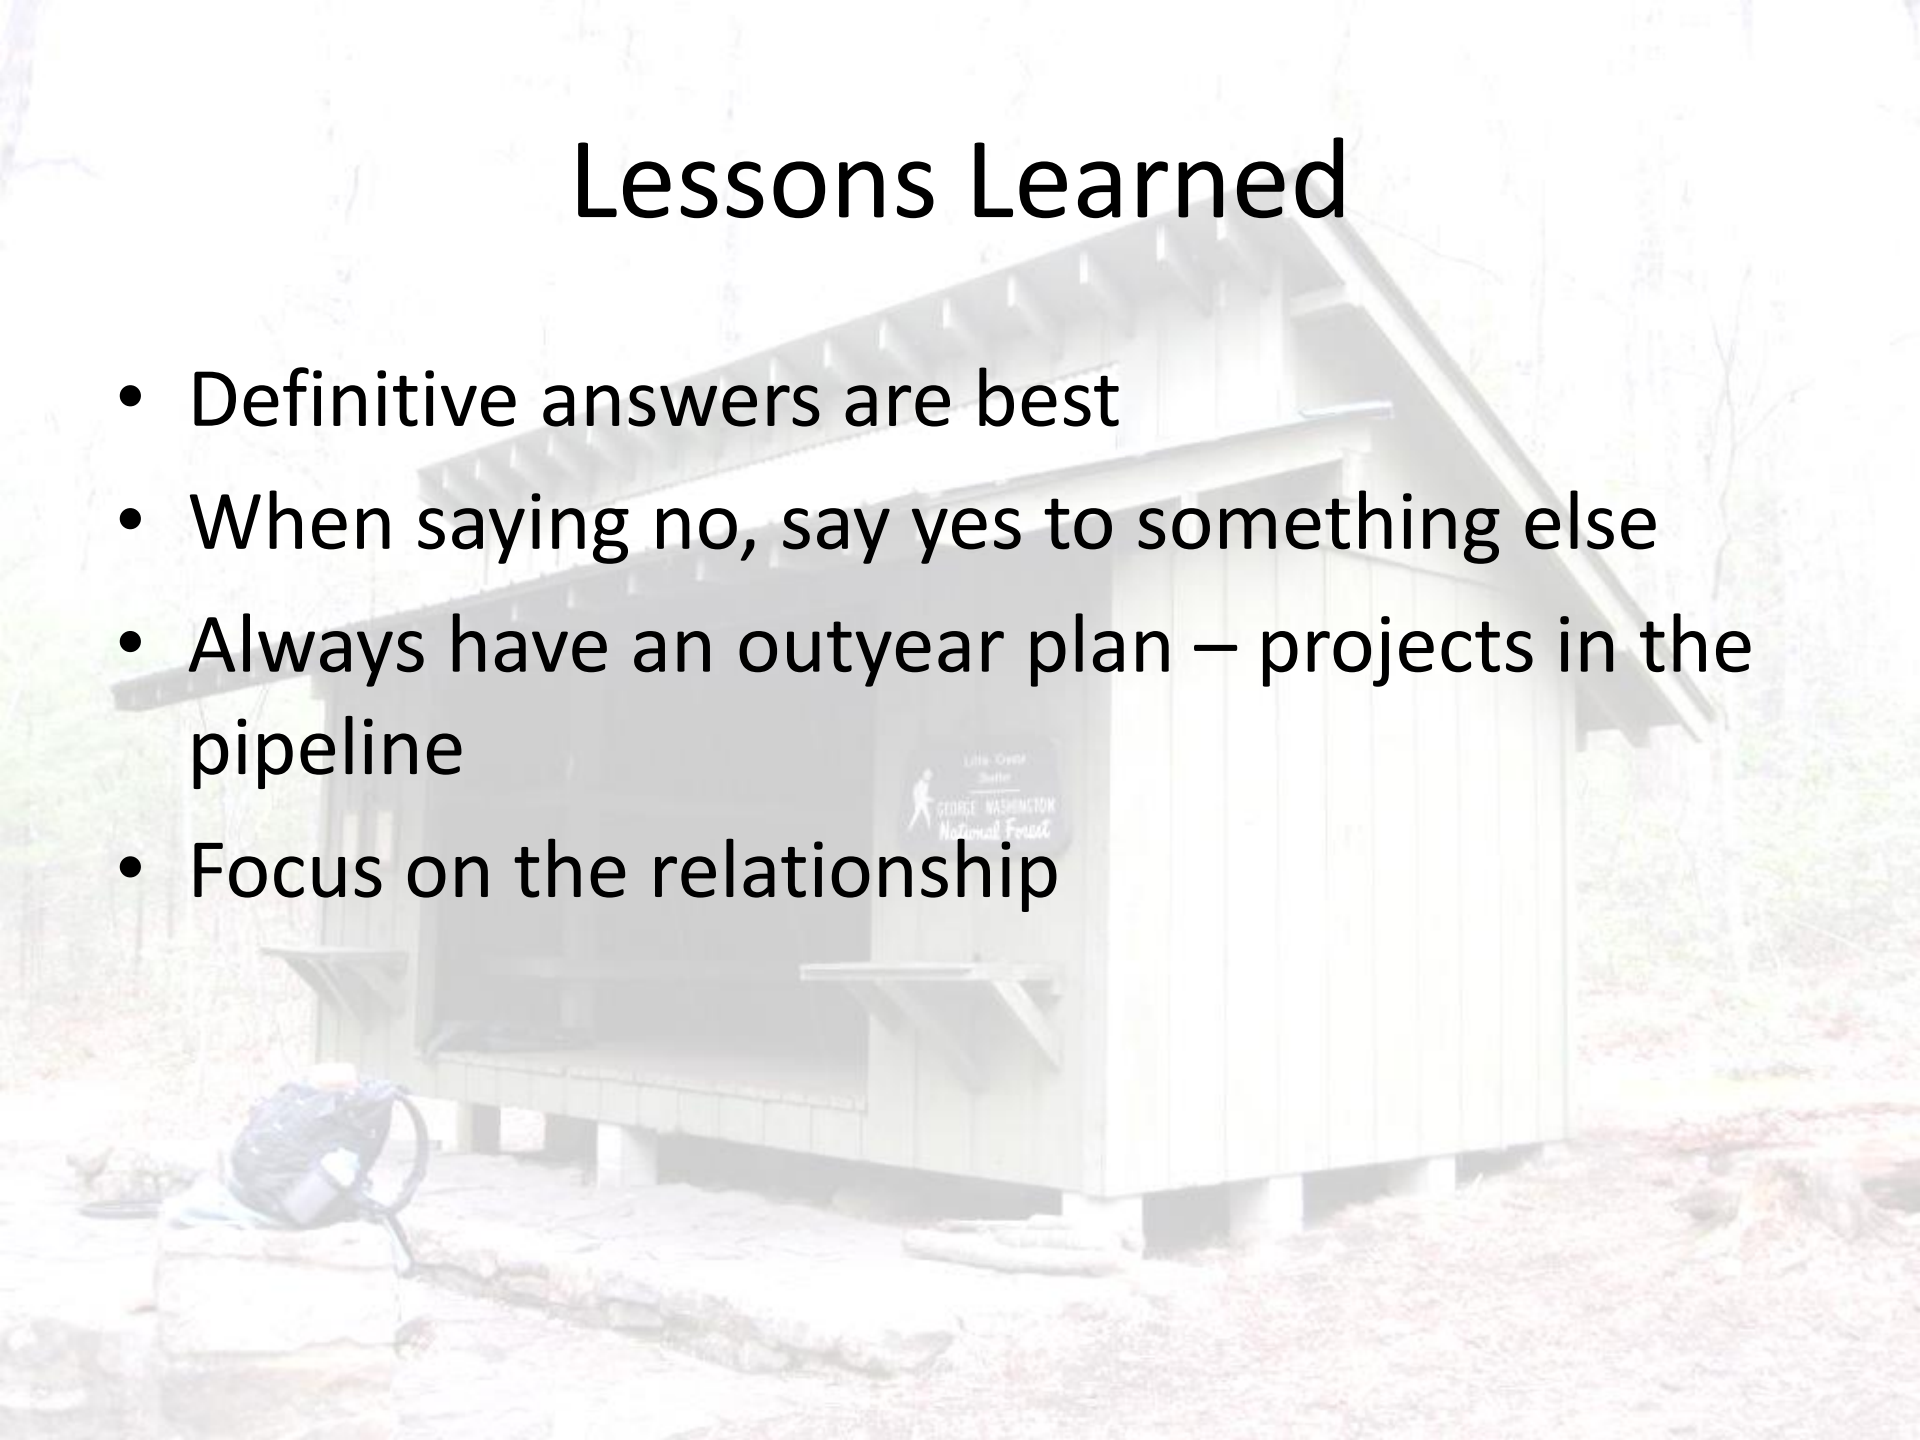 Lessons Learned
• Definitive answers are best
• When saying no, say yes to something else
• Always have an outyear plan – projects in the
pipeline
GEORGE WASHINGTON
National Forest
• Focus on the relationship